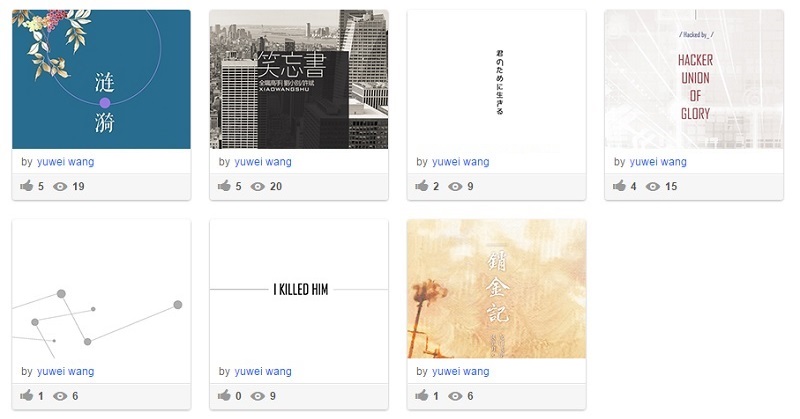 涟
漪
by yuwei wang
5 19
笑忘書
XIAOWANGSHU
by yuwei wang
5 20
君のために生きる
by yuwei wang
2 9
/ Hacked by_ /
HACKER
UNION
OF
GLORY
by yuwei wang
4 15
by yuwei wang
1 6
I KILLED HIM
by yuwei wang
0 9
銷金記
by yuwei wang
1 6